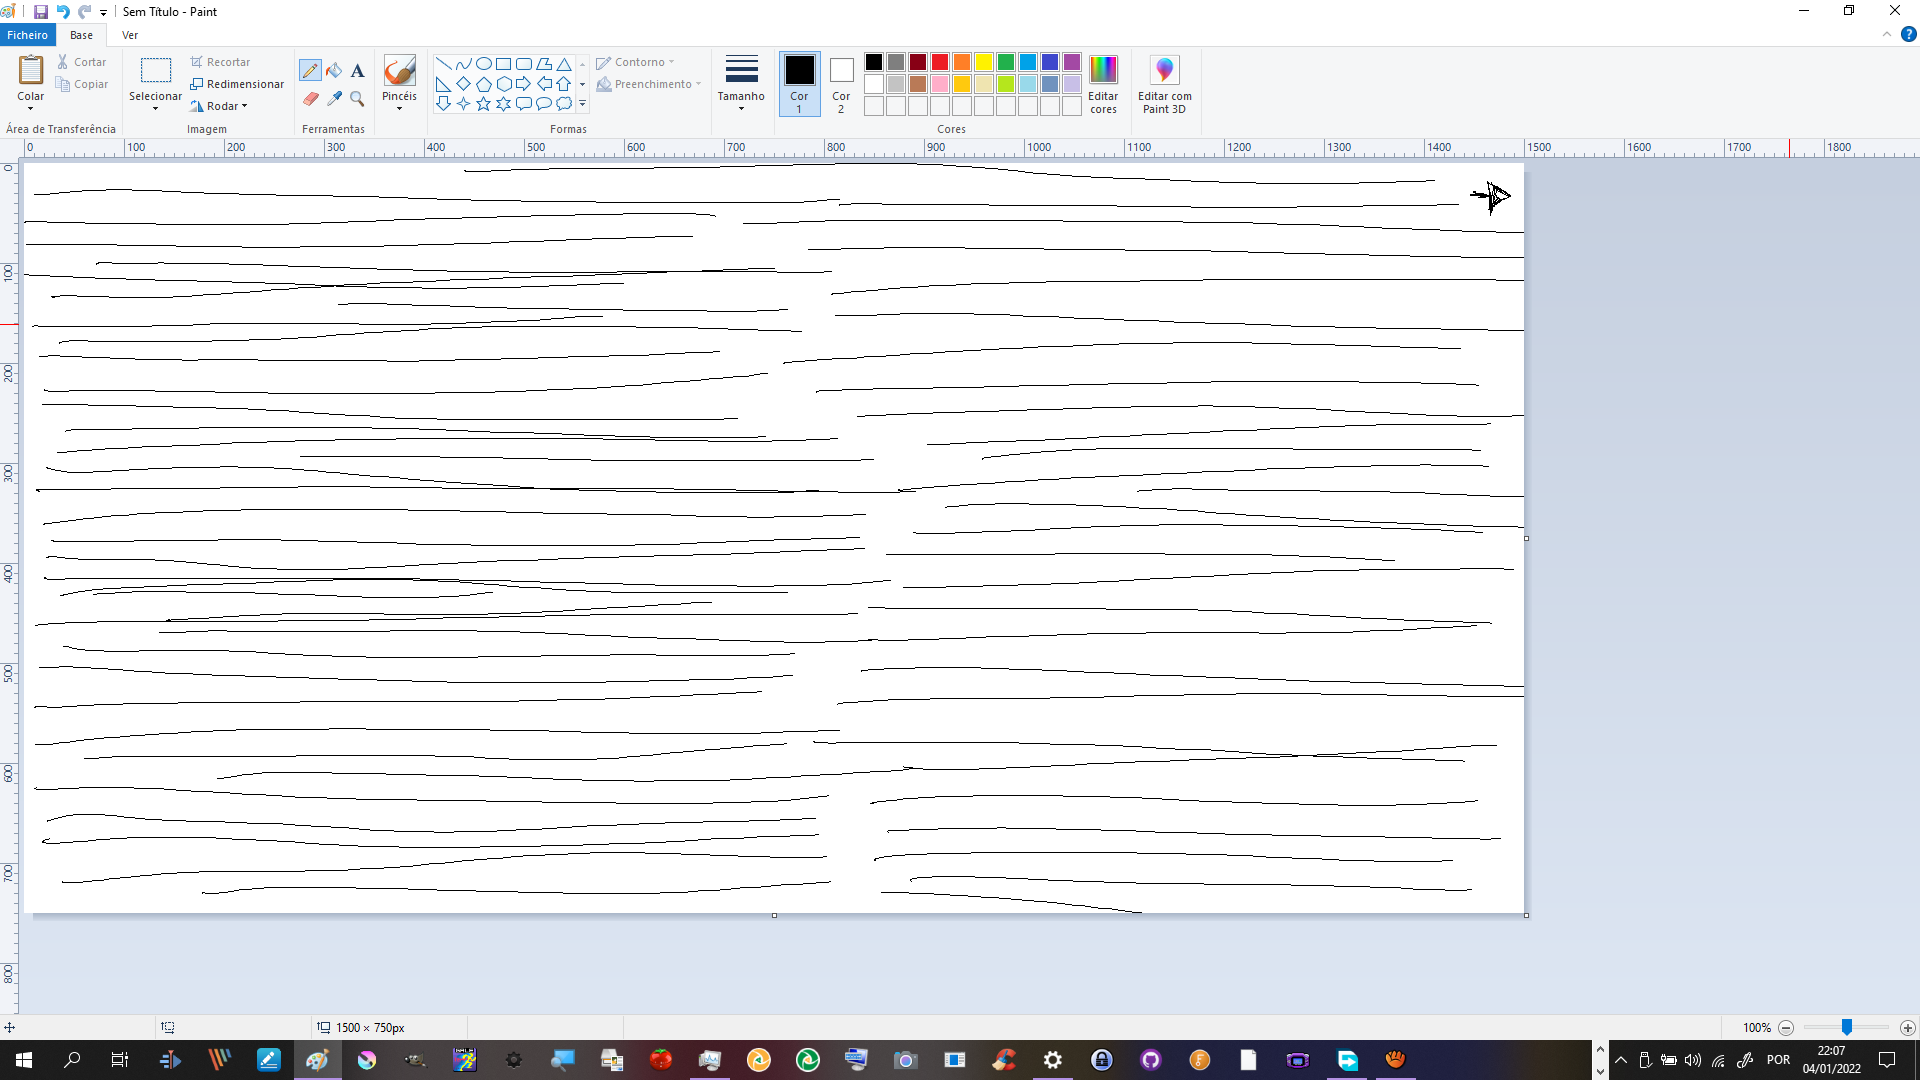 Sem Título - Paint
Ficheiro Base Ver
Colar
Cortar
Copiar
Área de Transferência
Selecionar
Recortar
Redimensionar
Rodar
Imagem
A
Ferramentas
Pincéis
Contorno
Preenchimento
Formas
Tamanho
Cor
1
Cor
2
Cores
Editar
cores
Editar com
Paint 3D
0 100 200 300 400 500 600 700 800 900 1000 1100 1200 1300 1400 1500 1600 1700 1800
0
100
200
300
400
500
600
700
800
1500 × 750px
100%
POR
22:07
04/01/2022